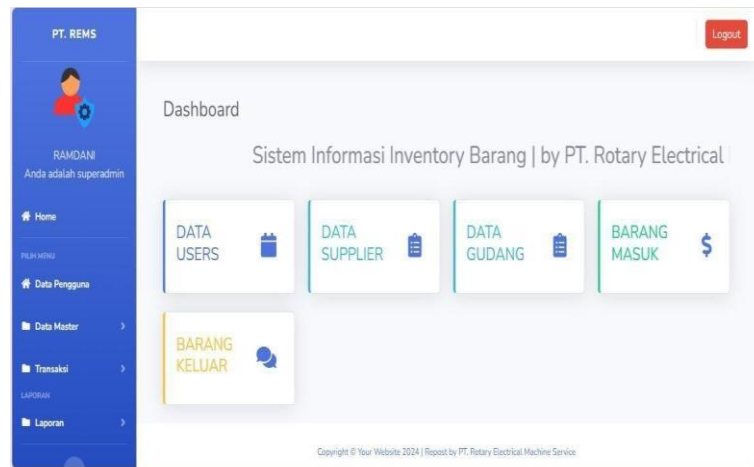 PT. REMS
Logout
RAMDANI
Anda adalah superadmin
Home
PILIH MENU
Data Pengguna
Data Master
Transaksi
LAPORAN
Laporan
Dashboard
Sistem Informasi Inventory Barang | by PT. Rotary Electrical
DATA
USERS
DATA
SUPPLIER
DATA
GUDANG
BARANG
MASUK
BARANG
KELUAR
Copyright © Your Website 2024 | Repost by PT. Rotary Electrical Machine Service